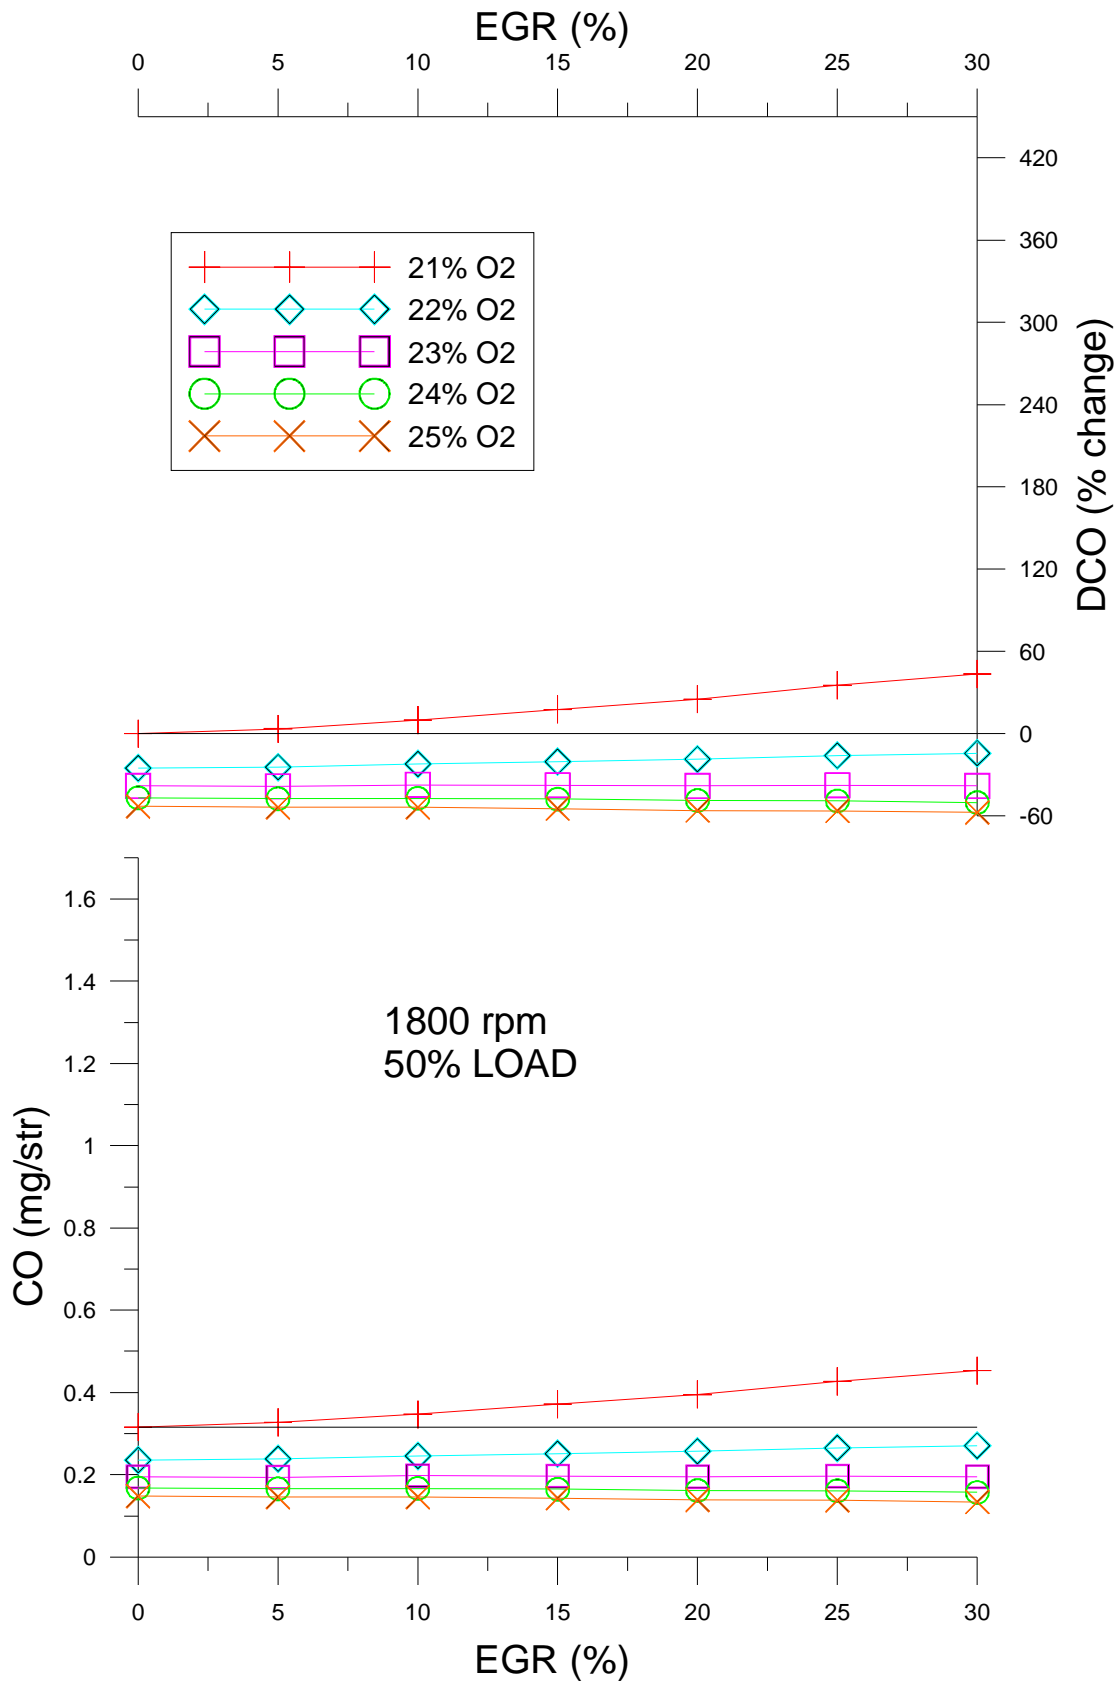 EGR (%)
0 5 10 15 20 25 30
420
360
300
240
180
120
60
0
-60
DCO (% change)
21% O2
22% O2
23% O2
24% O2
25% O2
1.6
1.4
1.2
1
0.8
0.6
0.4
0.2
0
CO (mg/str)
1800 rpm
50% LOAD
0 5 10 15 20 25 30
EGR (%)